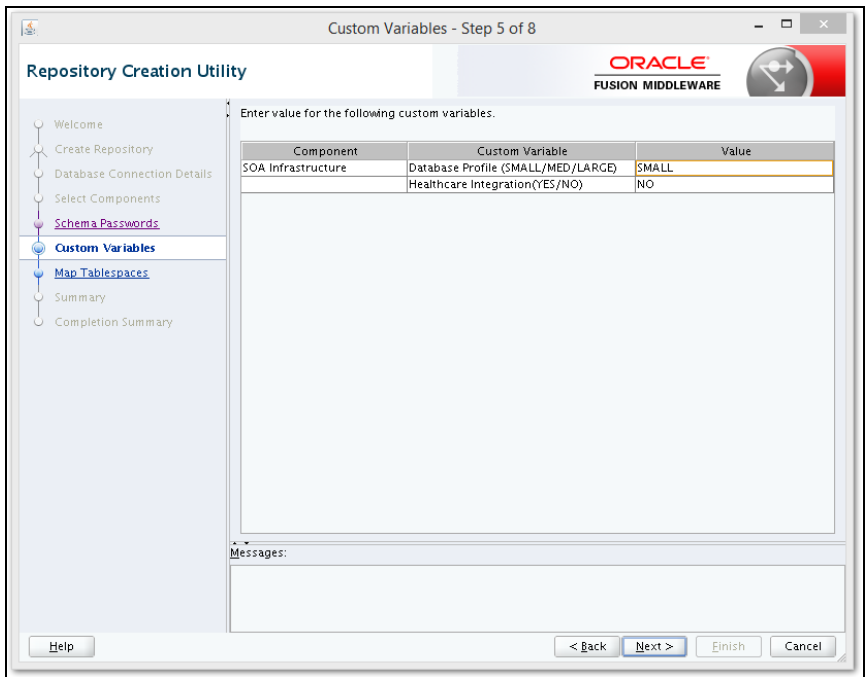 Custom Variables - Step 5 of 8
Repository Creation Utility
ORACLE
FUSION MIDDLEWARE
Welcome
Create Repository
Database Connection Details
Select Components
Schema Passwords
Custom Variables
Map Tablespaces
Summary
Completion Summary
Enter value for the following custom variables.
Component Custom Variable Value
SOA Infrastructure Database Profile (SMALL/MED/LARGE) SMALL
Healthcare Integration(YES/NO) NO
Messages:
Help < Back Next > Finish Cancel